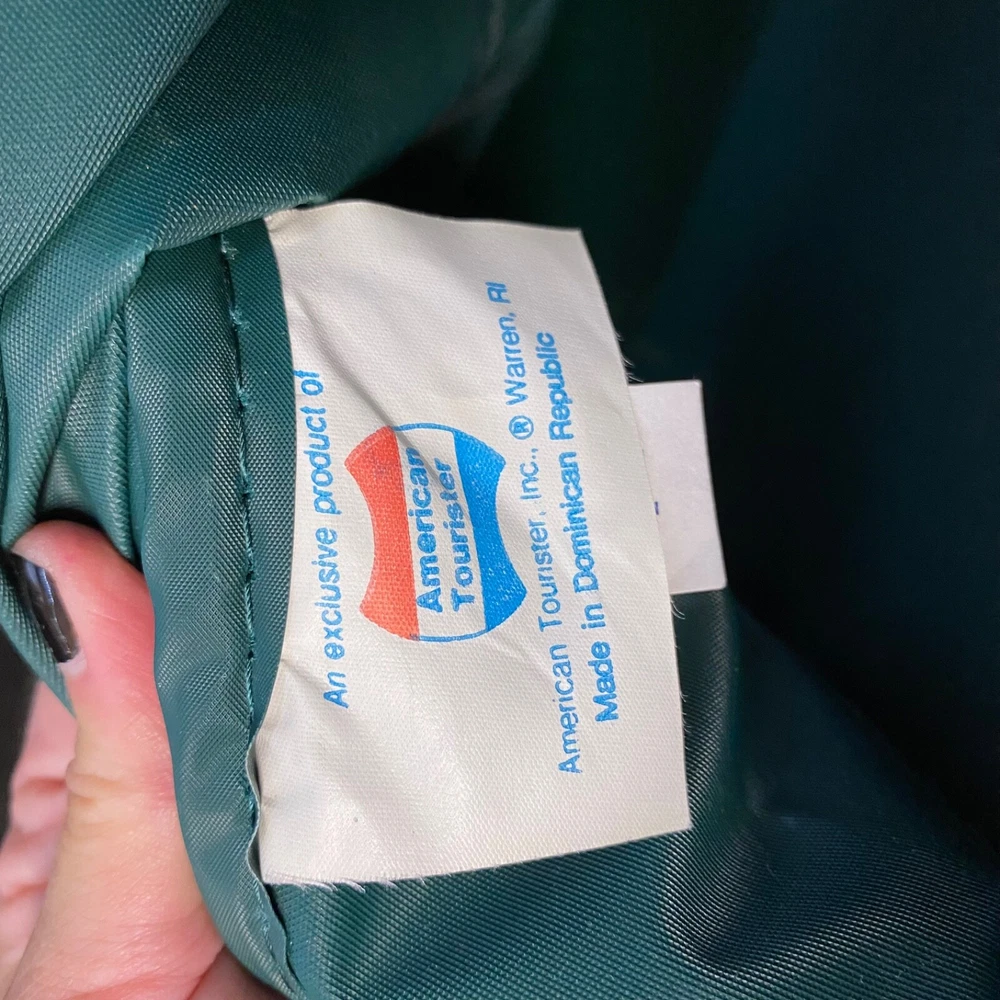 An exclusive product of
American
Tourister
American Tourister, Inc., ® Warren, RI
Made in Dominican Republic